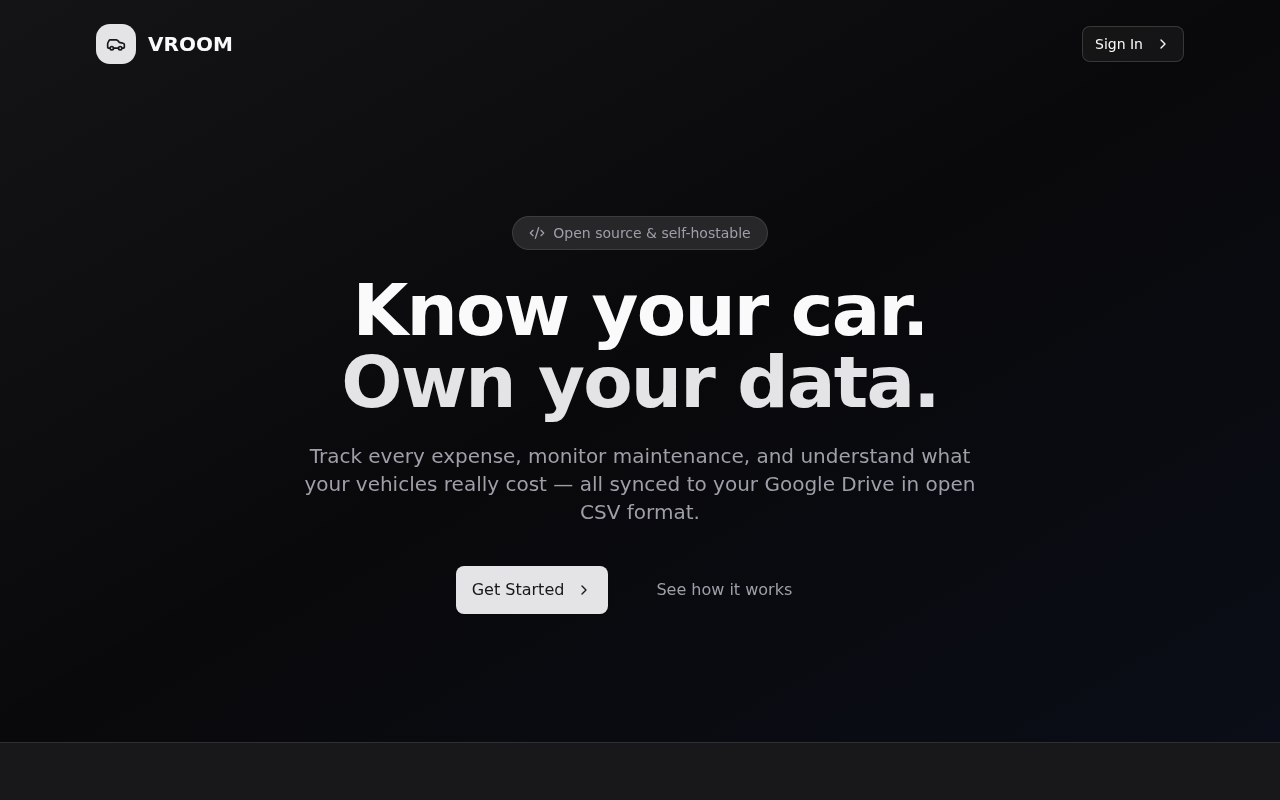 VROOM
Sign In
Open source & self-hostable
Know your car.
Own your data.
Track every expense, monitor maintenance, and understand what
your vehicles really cost — all synced to your Google Drive in open
CSV format.
Get Started
See how it works